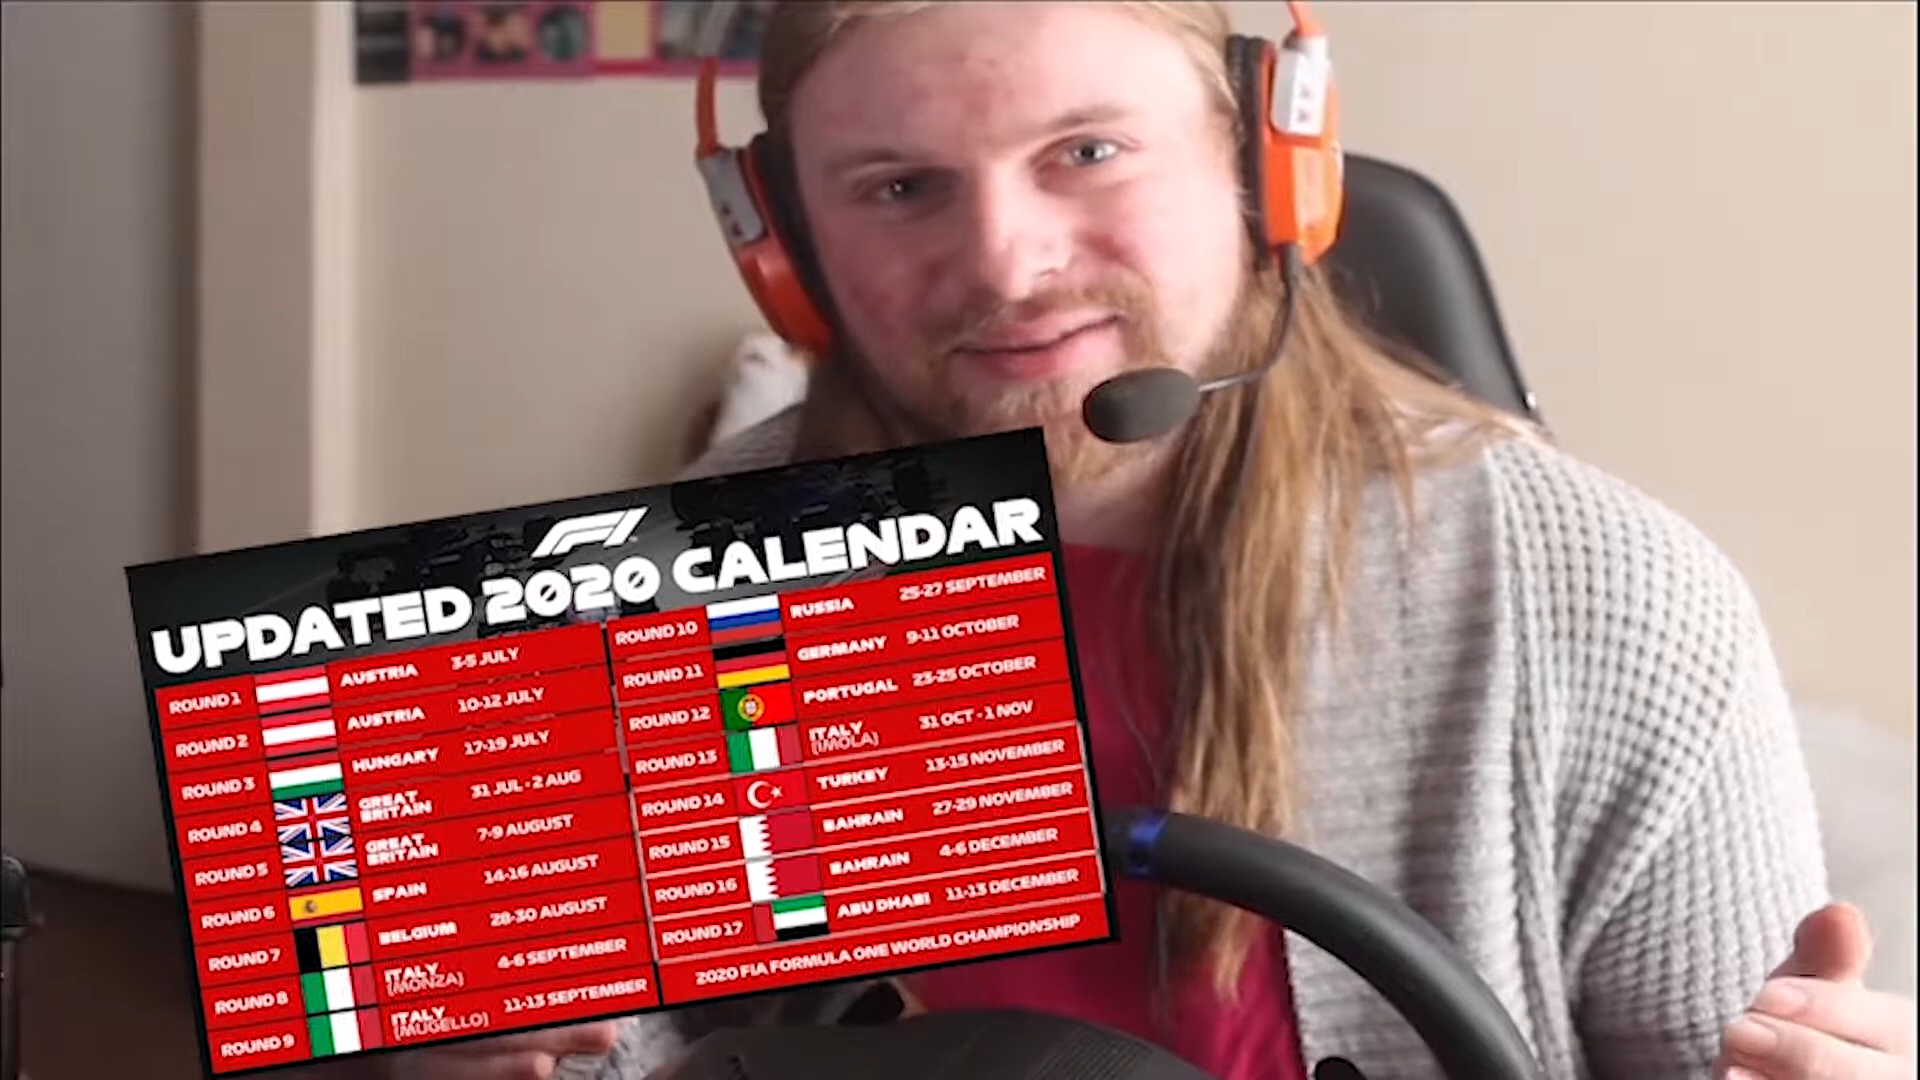 F1
UPDATED 2020 CALENDAR
ROUND 1 AUSTRIA 3-5 JULY
ROUND 2 AUSTRIA 10-12 JULY
ROUND 3 HUNGARY 17-19 JULY
ROUND 4 GREAT BRITAIN 31 JUL - 2 AUG
ROUND 5 GREAT BRITAIN 7-9 AUGUST
ROUND 6 SPAIN 14-16 AUGUST
ROUND 7 BELGIUM 28-30 AUGUST
ROUND 8 ITALY (MONZA) 4-6 SEPTEMBER
ROUND 9 ITALY (MUGELLO) 11-13 SEPTEMBER
ROUND 10 RUSSIA 25-27 SEPTEMBER
ROUND 11 GERMANY 9-11 OCTOBER
ROUND 12 PORTUGAL 23-25 OCTOBER
ROUND 13 ITALY (IMOLA) 31 OCT - 1 NOV
ROUND 14 TURKEY 13-15 NOVEMBER
ROUND 15 BAHRAIN 27-29 NOVEMBER
ROUND 16 BAHRAIN 4-6 DECEMBER
ROUND 17 ABU DHABI 11-13 DECEMBER
2020 FIA FORMULA ONE WORLD CHAMPIONSHIP